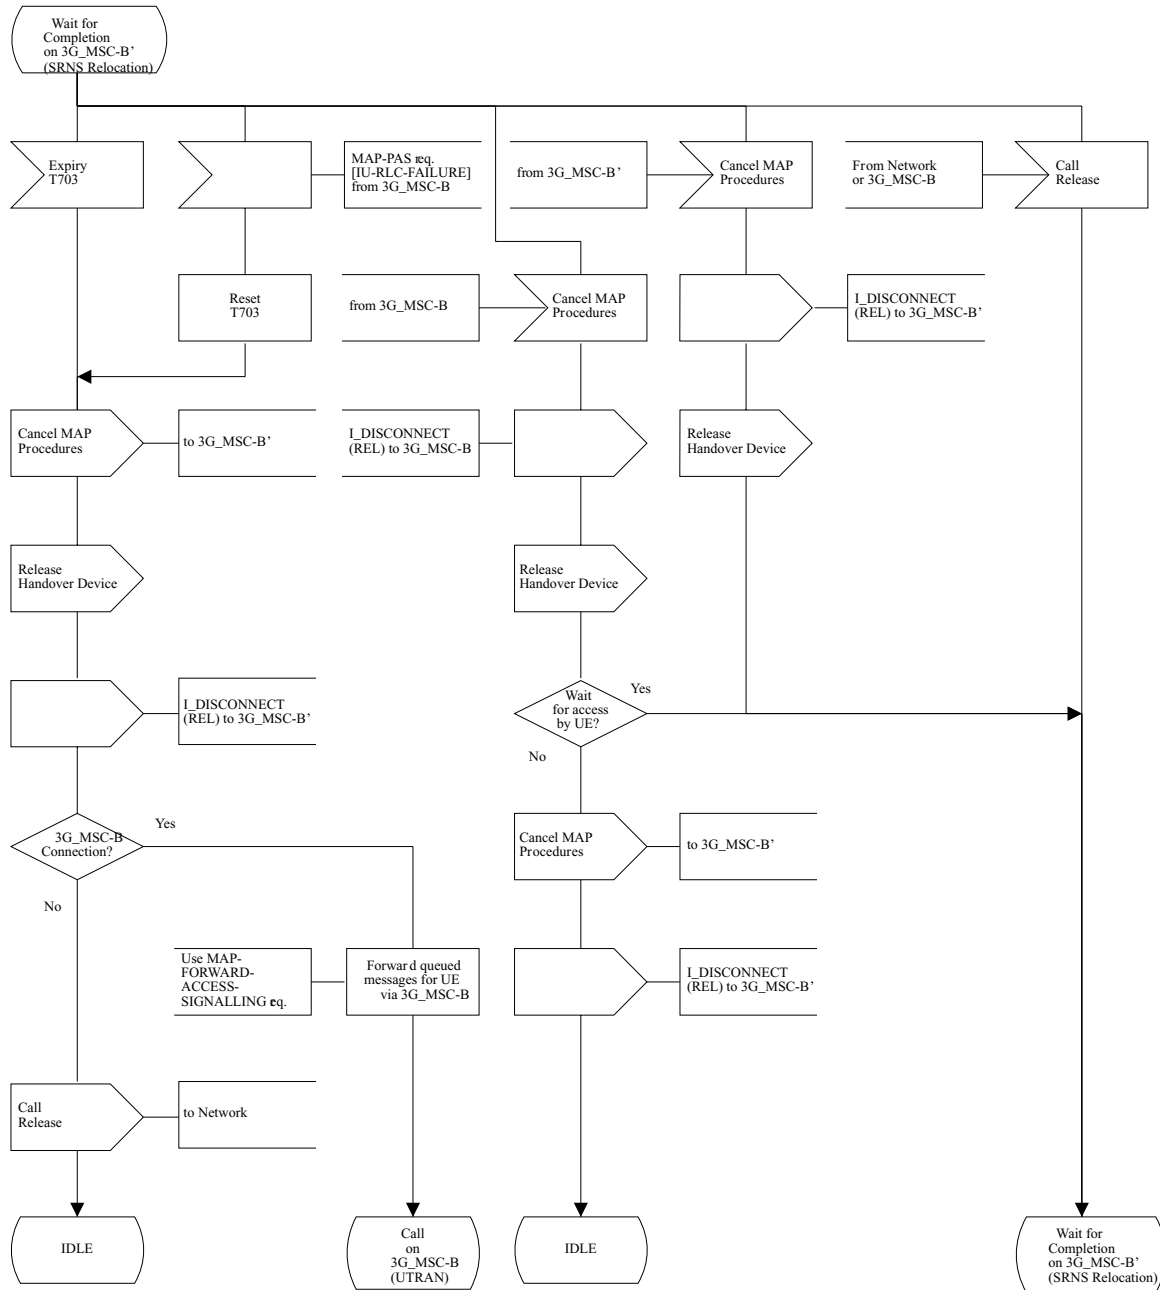 Wait for
Completion
on 3G_MSC-B’
(SRNS Relocation)
Expiry
T703
MAP-PAS req.
[IU-RLC-FAILURE]
from 3G_MSC-B
from 3G_MSC-B’
Cancel MAP
Procedures
From Network
or 3G_MSC-B
Call
Release
Reset
T703
from 3G_MSC-B
Cancel MAP
Procedures
I_DISCONNECT
(REL) to 3G_MSC-B’
Cancel MAP
Procedures
to 3G_MSC-B’
I_DISCONNECT
(REL) to 3G_MSC-B
Release
Handover Device
Release
Handover Device
Release
Handover Device
I_DISCONNECT
(REL) to 3G_MSC-B’
Wait
for access
by UE?
Yes
No
3G_MSC-B
Connection?
Yes
No
Cancel MAP
Procedures
to 3G_MSC-B’
Use MAP-
FORWARD-
ACCESS-
SIGNALLING eq.
Forward queued
messages for UE
via 3G_MSC-B
I_DISCONNECT
(REL) to 3G_MSC-B’
Call
Release
to Network
IDLE
Call
on
3G_MSC-B
(UTRAN)
IDLE
Wait for
Completion
on 3G_MSC-B’
(SRNS Relocation)